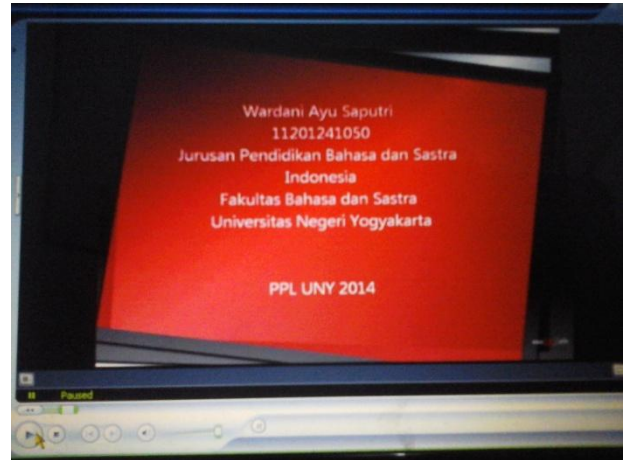 Wardani Ayu Saputri
11201241050
Jurusan Pendidikan Bahasa dan Sastra
Indonesia
Fakultas Bahasa dan Sastra
Universitas Negeri Yogyakarta
PPL UNY 2014
Paused